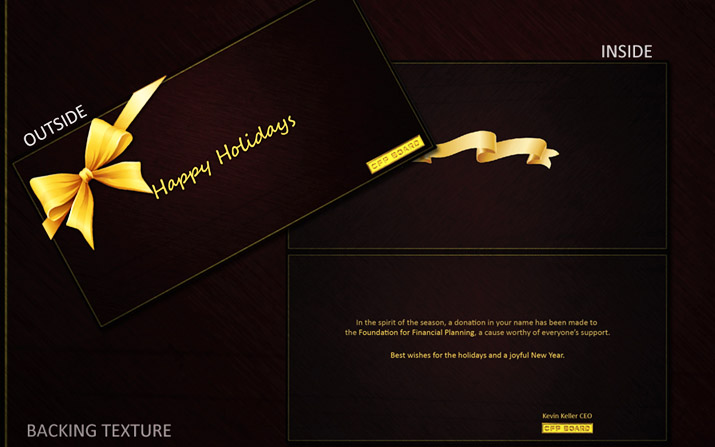 OUTSIDE
Happy Holidays
CFP BOARD
INSIDE
In the spirit of the season, a donation in your name has been made to
the Foundation for Financial Planning, a cause worthy of everyone's support.
Best wishes for the holidays and a joyful New Year.
Kevin Keller CEO
CFP BOARD
BACKING TEXTURE